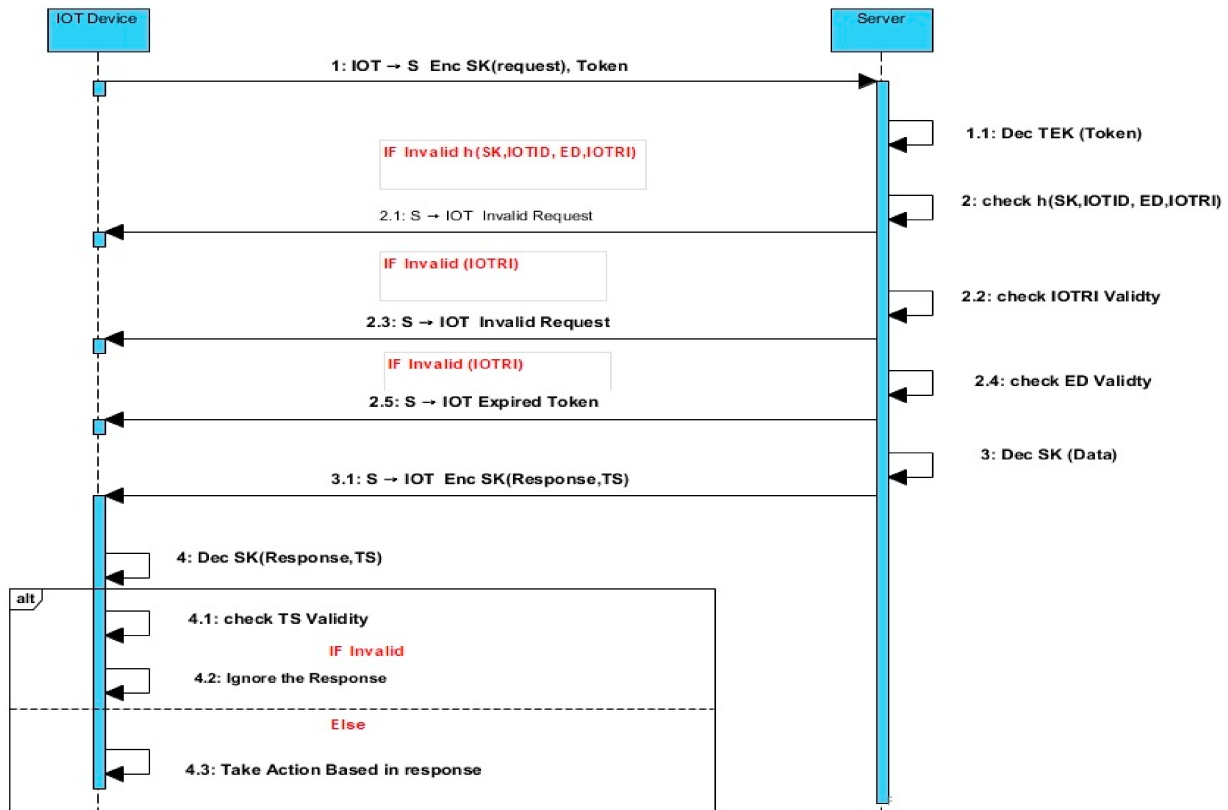 IOT Device
Server
1: IOT → S Enc SK(request), Token
1.1: Dec TEK (Token)
IF Invalid h(SK,IOTID, ED,IOTRI)
2: check h(SK,IOTID, ED,IOTRI)
2.1: S → IOT Invalid Request
IF Invalid (IOTRI)
2.2: check IOTRI Validty
2.3: S → IOT Invalid Request
IF Invalid (IOTRI)
2.4: check ED Validty
2.5: S → IOT Expired Token
3: Dec SK (Data)
3.1: S → IOT Enc SK(Response,TS)
4: Dec SK(Response,TS)
alt
4.1: check TS Validity
IF Invalid
4.2: Ignore the Response
Else
4.3: Take Action Based in response